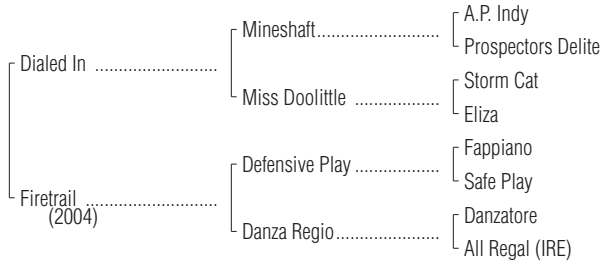 A.P. Indy
Mineshaft
Prospectors Delite
Dialed In
Storm Cat
Miss Doolittle
Eliza
Fappiano
Defensive Play
Safe Play
Firetrail
(2004)
Danzatore
Danza Regio
All Regal (IRE)